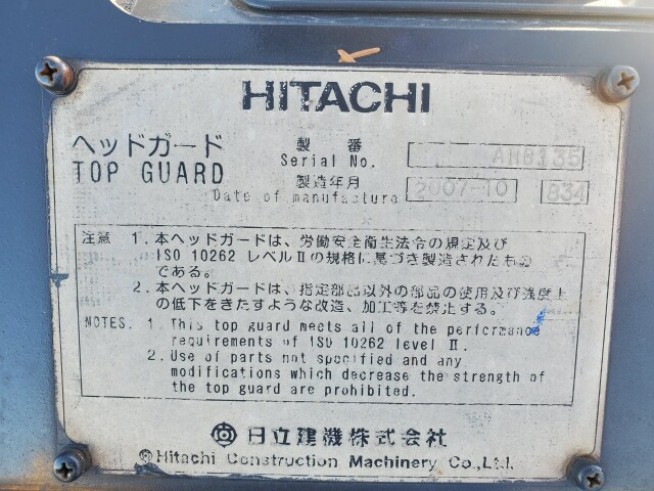 HITACHI
ヘッドガード
TOP GUARD
製番
Serial No. A118135
製造年月
Date of manufacture 2007-10 834
注意 1. 本ヘッドガードは、労働安全衛生法令の規定及び
ISO 10262 レベルⅡの規格に基づき製造されたもの
である。
2. 本ヘッドガードは、指定部品以外の部品の使用及び強度上
の低下をきたすような改造、加工等を禁止する。
NOTES. 1. This top guard meets all of the performance
requirements of ISO 10262 level Ⅱ.
2. Use of parts not specified and any
modifications which decrease the strength of
the top guard are prohibited.
日立建機株式会社
Hitachi Construction Machinery Co.,Ltd.